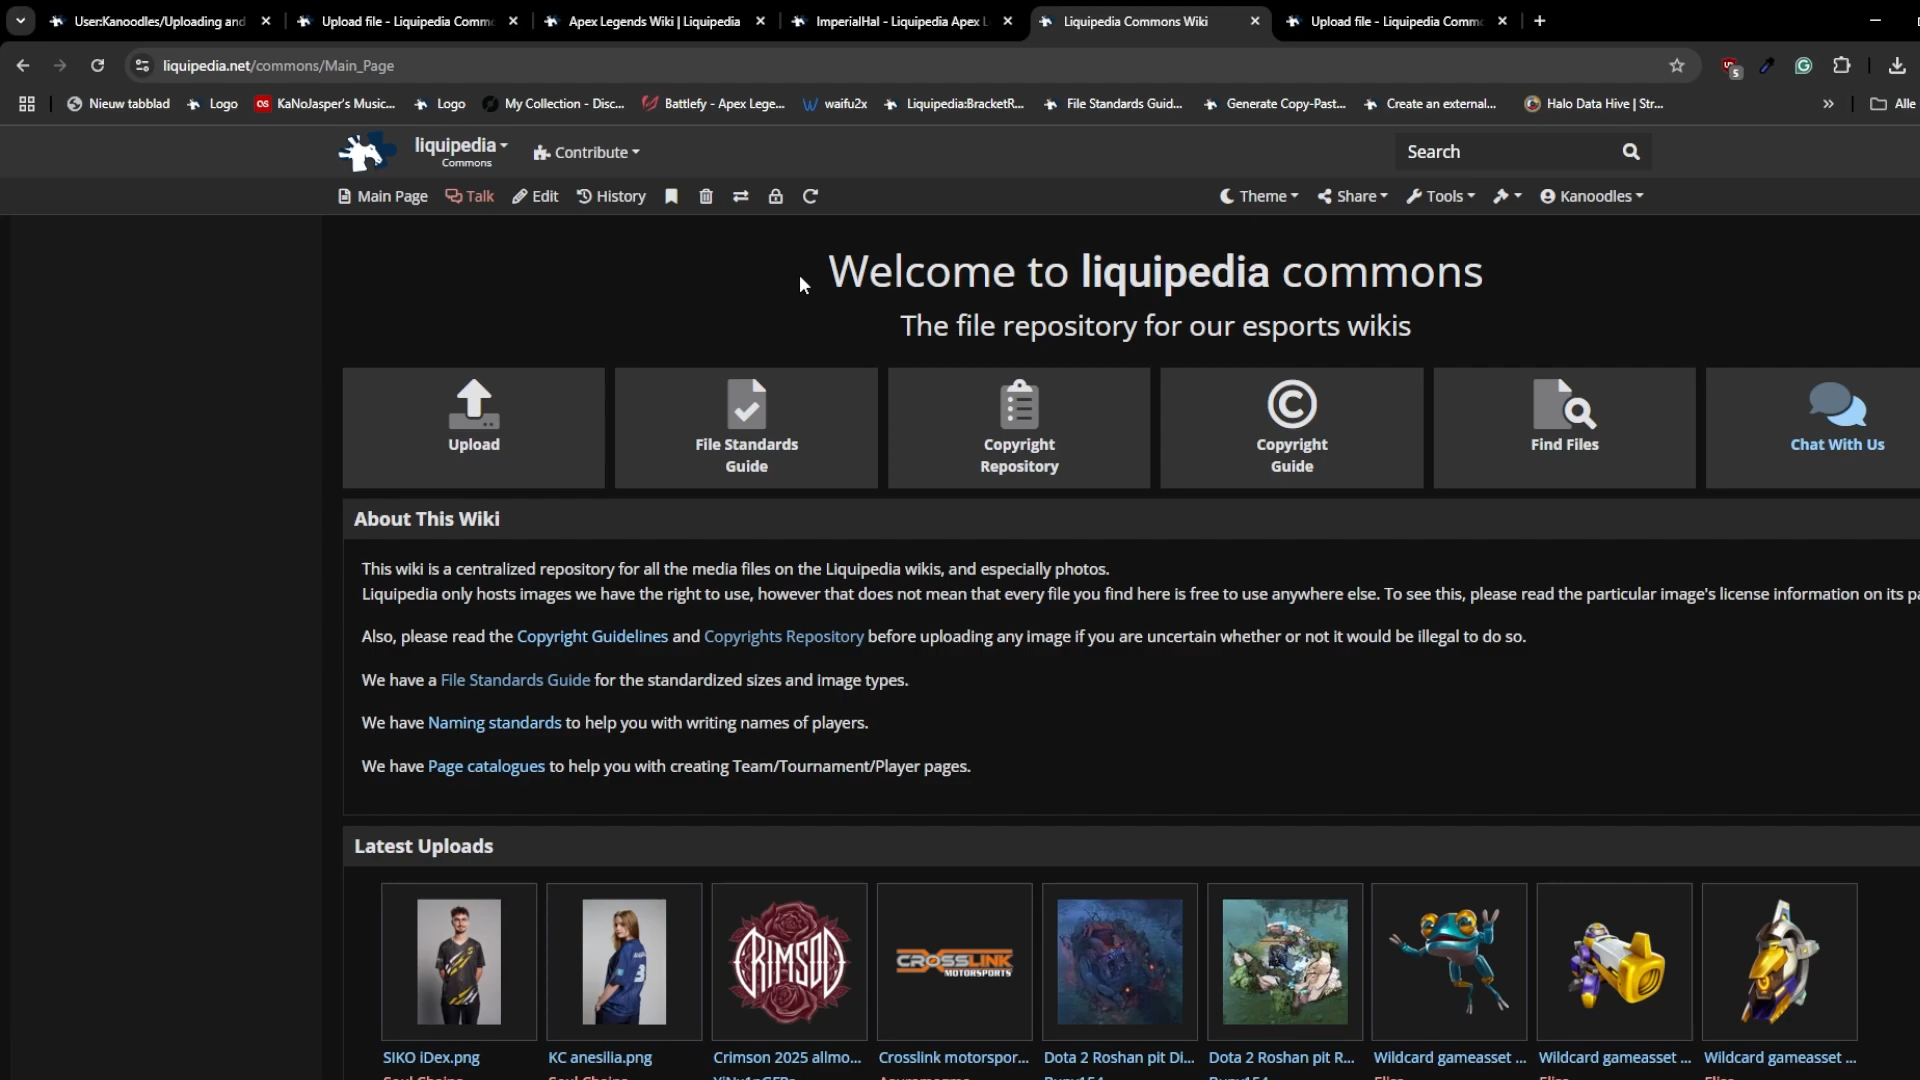 User:Kanoodles/Uploading and
Upload file - Liquipedia Comm
Apex Legends Wiki | Liquipedia
ImperialHal - Liquipedia Apex L
Liquipedia Commons Wiki
Upload file - Liquipedia Comm
liquipedia.net/commons/Main_Page
5
Nieuw tabblad
Logo
KaNoJasper's Music...
Logo
My Collection - Disc...
Battlefy - Apex Lege...
waifu2x
Liquipedia:BracketR...
File Standards Guid...
Generate Copy-Past...
Create an external...
Halo Data Hive | Str...
Alle
liquipedia
Commons
Contribute
Search
Main Page
Talk
Edit
History
Theme
Share
Tools
Kanoodles
Welcome to liquipedia commons
The file repository for our esports wikis
Upload
File Standards
Guide
Copyright
Repository
Copyright
Guide
Find Files
Chat With Us
About This Wiki
This wiki is a centralized repository for all the media files on the Liquipedia wikis, and especially photos.
Liquipedia only hosts images we have the right to use, however that does not mean that every file you find here is free to use anywhere else. To see this, please read the particular image's license information on its pa
Also, please read the Copyright Guidelines and Copyrights Repository before uploading any image if you are uncertain whether or not it would be illegal to do so.
We have a File Standards Guide for the standardized sizes and image types.
We have Naming standards to help you with writing names of players.
We have Page catalogues to help you with creating Team/Tournament/Player pages.
Latest Uploads
CRIMSON
CROSSLINK
MOTORSPORTS
SIKO iDex.png
KC anesilia.png
Crimson 2025 allmo...
Crosslink motorspor...
Dota 2 Roshan pit Di...
Dota 2 Roshan pit R...
Wildcard gameasset ...
Wildcard gameasset ...
Wildcard gameasset ...